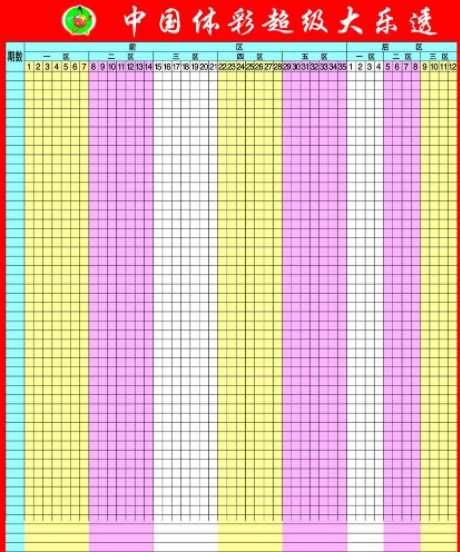 中国体彩超级大乐透
期数 前 区 后 区
一 区 二 区 三 区 四 区 五 区 一 区 二 区 三 区
1 2 3 4 5 6 7 8 9 10 11 12 13 14 15 16 17 18 19 20 21 22 23 24 25 26 27 28 29 30 31 32 33 34 35 1 2 3 4 5 6 7 8 9 10 11 12